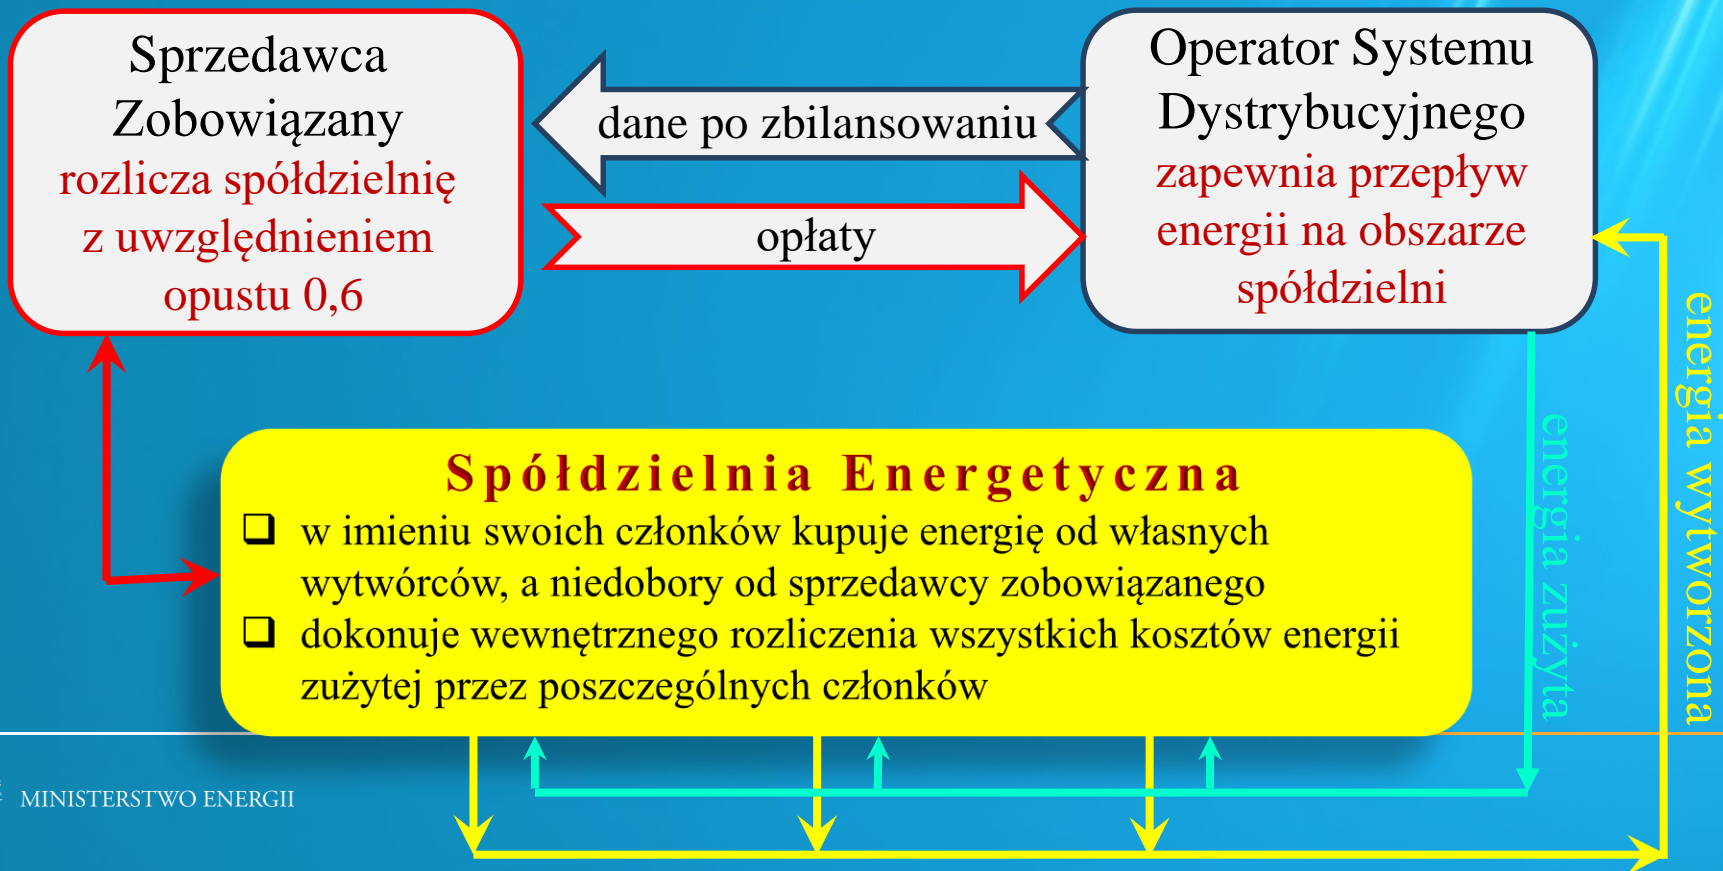 Sprzedawca
Zobowiązany
rozlicza spółdzielnię
z uwzględnieniem
opustu 0,6
dane po zbilansowaniu
opłaty
Operator Systemu
Dystrybucyjnego
zapewnia przepływ
energii na obszarze
spółdzielni
energia wytworzona
energia zużyta
Spółdzielnia Energetyczna
❑ w imieniu swoich członków kupuje energię od własnych
wytwórców, a niedobory od sprzedawcy zobowiązanego
❑ dokonuje wewnętrznego rozliczenia wszystkich kosztów energii
zużytej przez poszczególnych członków
MINISTERSTWO ENERGII